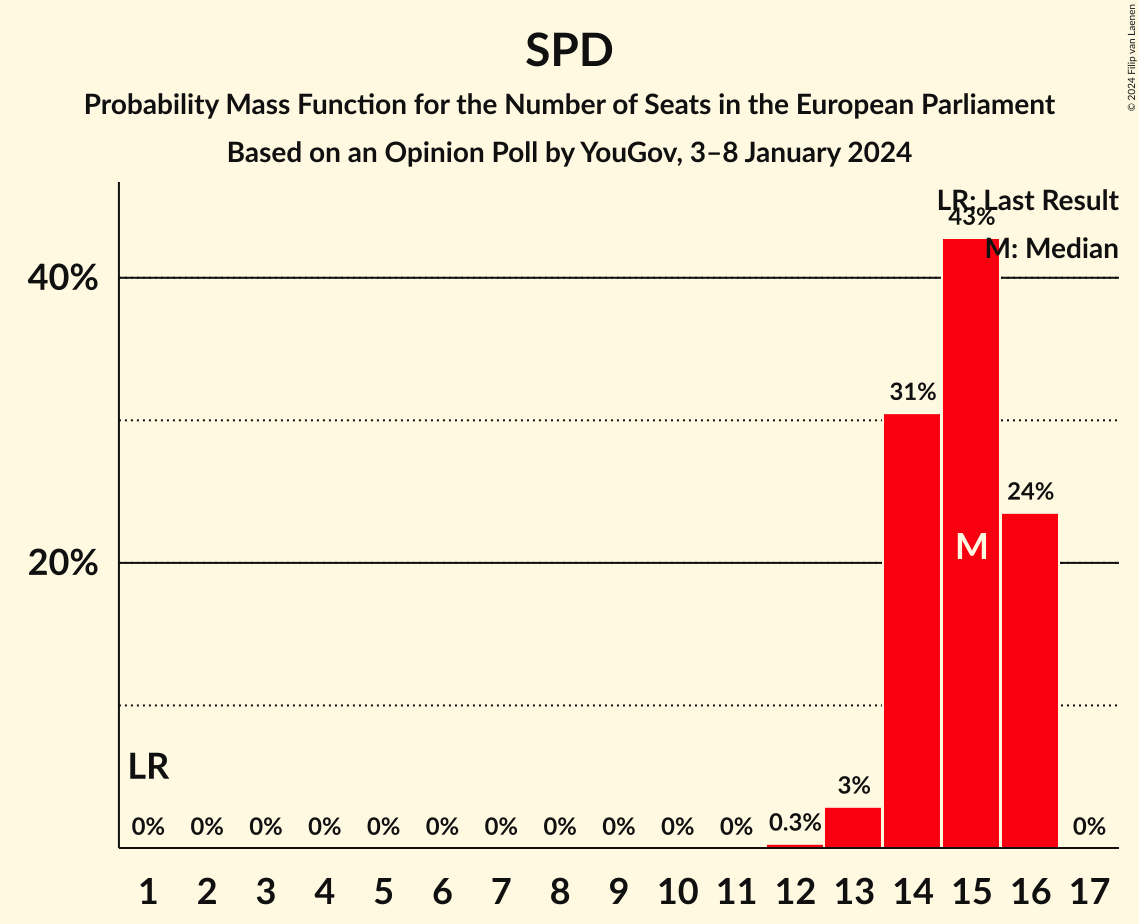 SPD
Probability Mass Function for the Number of Seats in the European Parliament
Based on an Opinion Poll by YouGov, 3–8 January 2024
© 2024 Filip van Laenen
LR: Last Result
M: Median
43%
40%
31%
24%
M
20%
LR
3%
0% 0% 0% 0% 0% 0% 0% 0% 0% 0% 0% 0.3% 0%
1 2 3 4 5 6 7 8 9 10 11 12 13 14 15 16 17